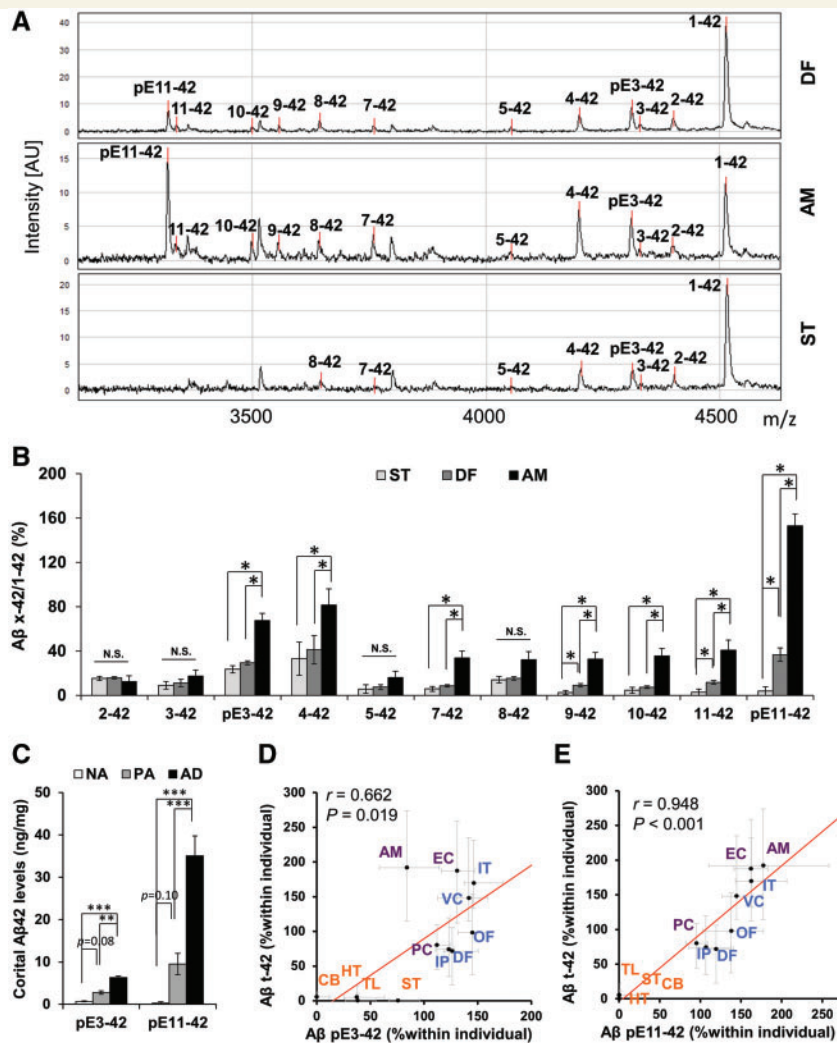 A
40
30
20
10
0
pE11-42
11-42
10-42
9-42
8-42
7-42
5-42
4-42
pE3-42
3-42
2-42
1-42
DF
Intensity [AU]
15
10
5
0
pE11-42
11-42
10-42
9-42
8-42
7-42
5-42
4-42
pE3-42
3-42
2-42
1-42
AM
20
15
10
5
0
8-42
7-42
5-42
4-42
pE3-42
3-42
2-42
1-42
ST
3500 4000 4500 m/z
B
Aβ x-42/1-42 (%)
200
160
120
80
40
0
ST DF AM
N.S. N.S. * * * * N.S. * * N.S. * * * * * * * * * * *
2-42 3-42 pE3-42 4-42 5-42 7-42 8-42 9-42 10-42 11-42 pE11-42
C
NA PA AD
Cortical Aβ42 levels (ng/mg)
50
40
30
20
10
0
***
p=0.08
**
***
***
p=0.10
pE3-42 pE11-42
D
r = 0.662
P = 0.019
Aβ t-42 (%within individual)
300
250
200
150
100
50
0
AM EC
IT
VC
OF
PC
IP DF
CB HT TL ST
0 50 100 150 200
Aβ pE3-42 (%within individual)
E
r = 0.948
P < 0.001
Aβ t-42 (%within individual)
300
250
200
150
100
50
0
EC AM
IT
VC
OF
PC
IP DF
TL ST CB
HT
0 50 100 150 200 250
Aβ pE11-42 (%within individual)